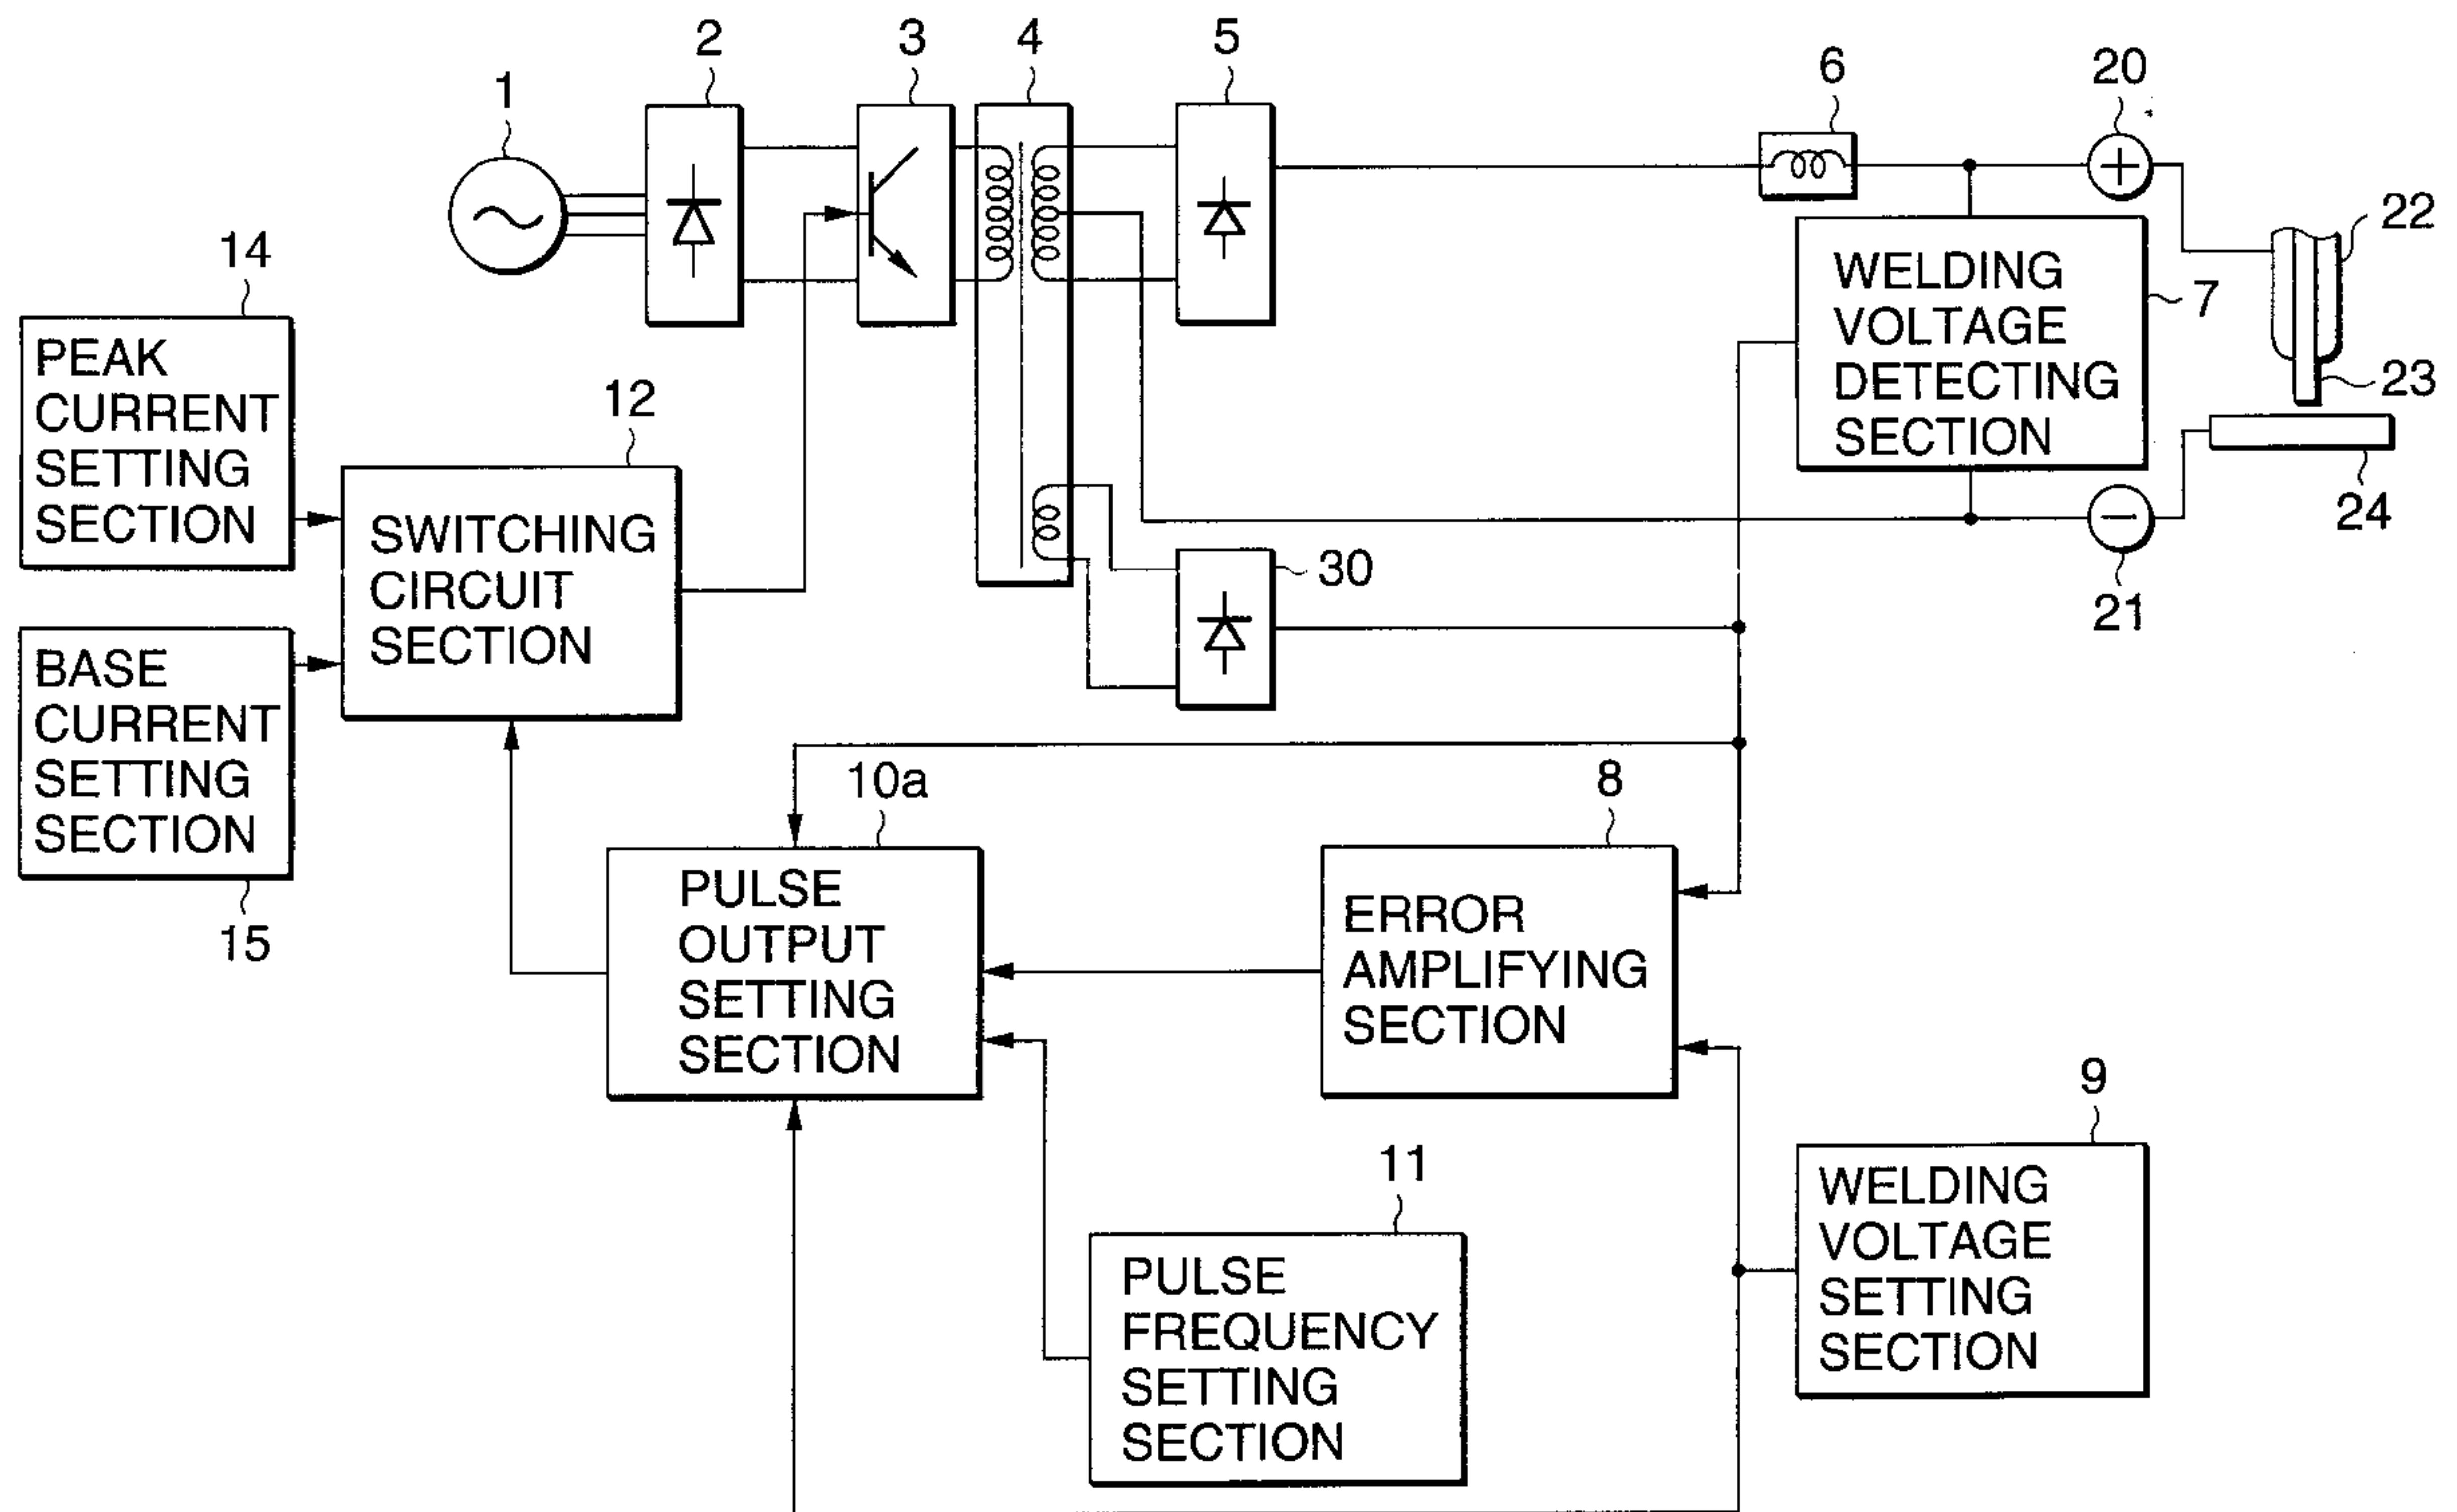 1
2
3
4
5
6
20
22
7
23
24
21
14
12
30
WELDING
VOLTAGE
DETECTING
SECTION
PEAK
CURRENT
SETTING
SECTION
SWITCHING
CIRCUIT
SECTION
BASE
CURRENT
SETTING
SECTION
15
10a
8
PULSE
OUTPUT
SETTING
SECTION
ERROR
AMPLIFYING
SECTION
11
9
PULSE
FREQUENCY
SETTING
SECTION
WELDING
VOLTAGE
SETTING
SECTION